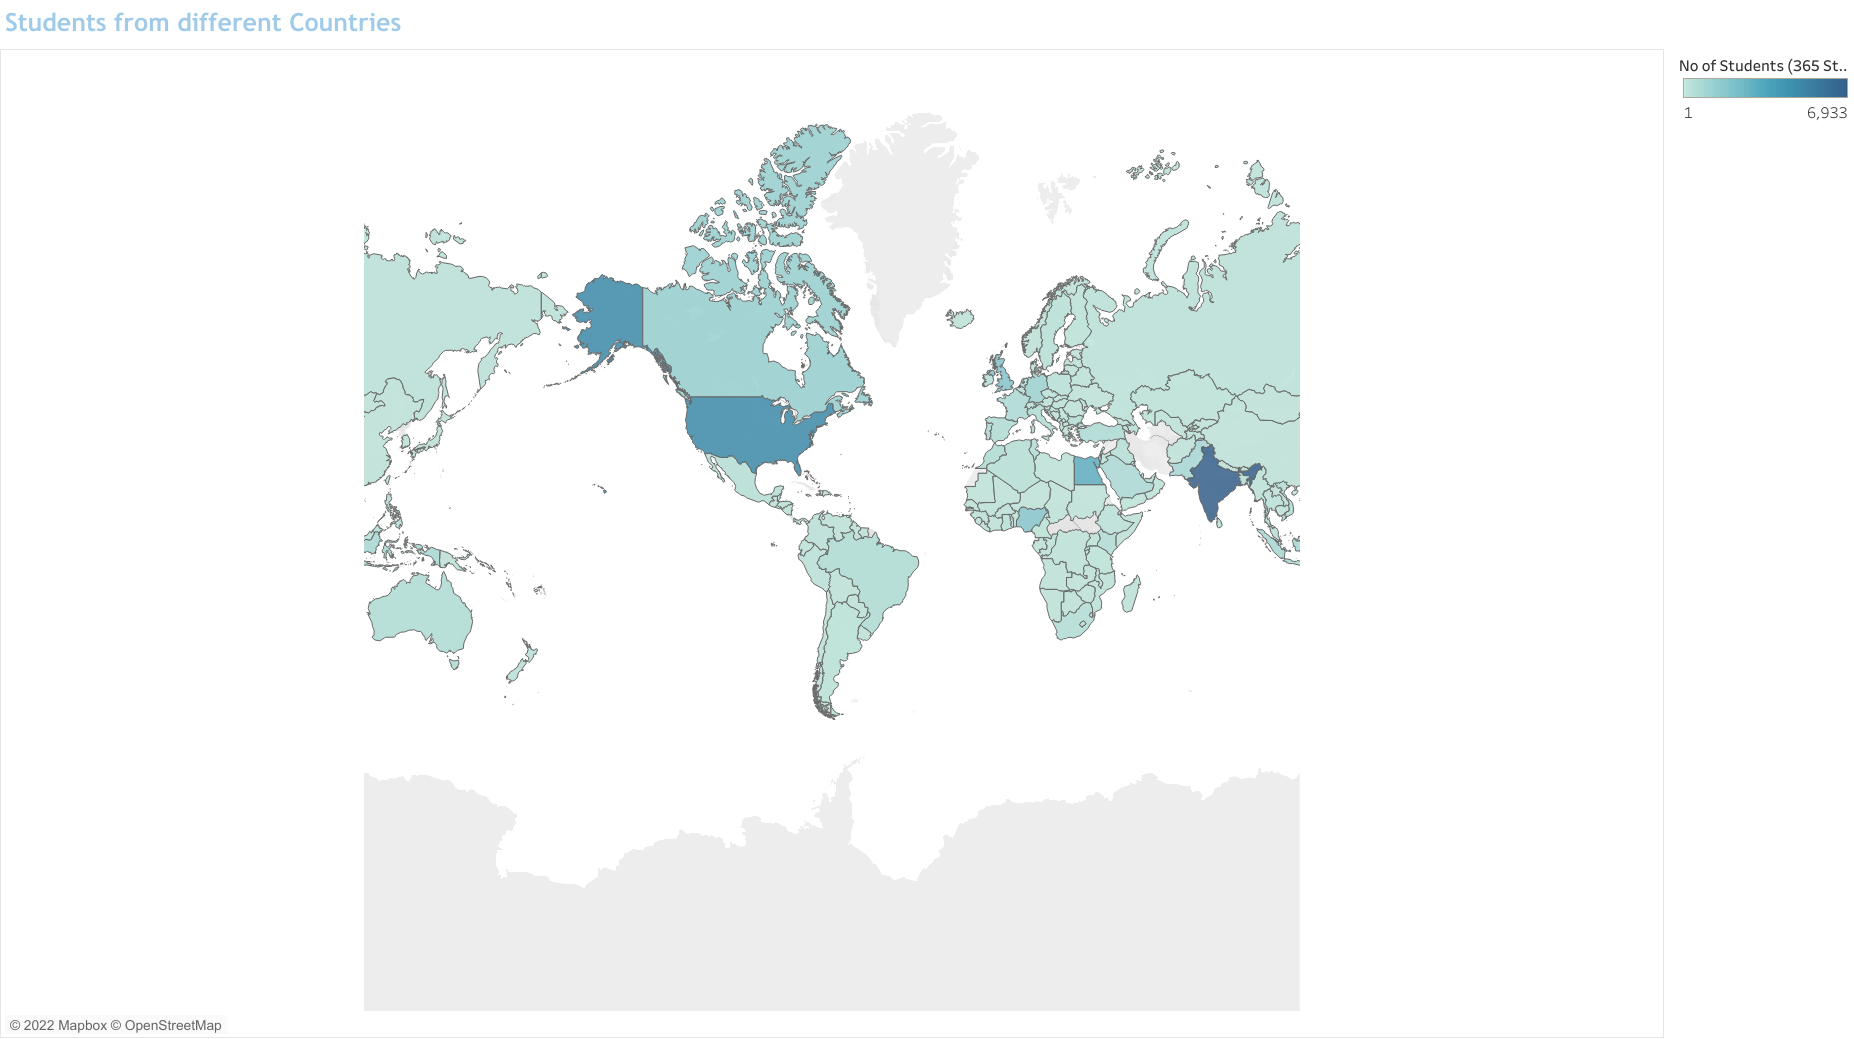 Students from different Countries
No of Students (365 St..
1 6,933
© 2022 Mapbox © OpenStreetMap